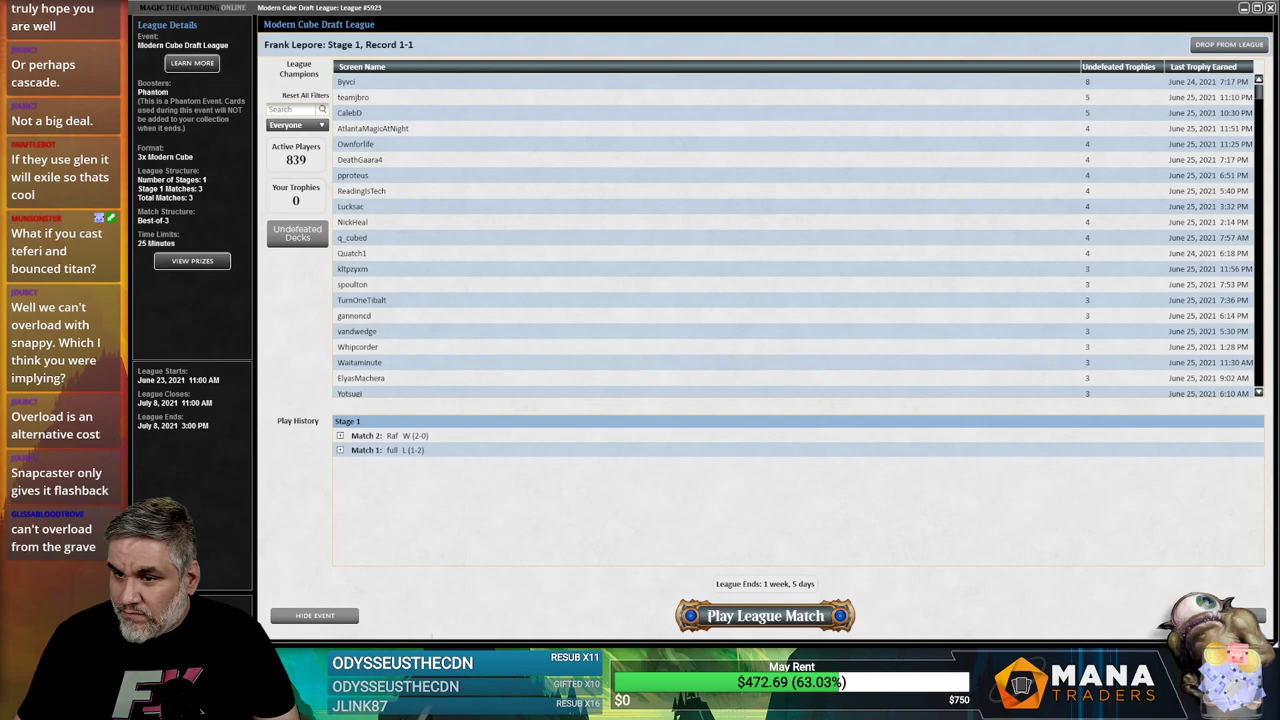 truly hope you
are well
JOUBCT
Or perhaps
cascade.
Not a big deal.
IWAFFLEBOT
If they use glen it
will exile so thats
cool
MUNSONSTER
What if you cast
teferi and
bounced titan?
Well we can't
overload with
snappy. Which I
think you were
implying?
Overload is an
alternative cost
Snapcaster only
gives it flashback
GLISSABLOODTROVE
can't overload
from the grave
MAGIC THE GATHERING ONLINE
Modern Cube Draft League: League #5923
League Details
Event:
Modern Cube Draft League
LEARN MORE
Boosters:
Phantom
(This is a Phantom Event. Cards
used during this event will NOT
be added to your collection
when it ends.)
Format:
3x Modern Cube
League Structure:
Number of Stages: 1
Stage 1 Matches: 3
Total Matches: 3
Match Structure:
Best-of-3
Time Limits:
25 Minutes
VIEW PRIZES
League Starts:
June 23, 2021 11:00 AM
League Closes:
July 8, 2021 11:00 AM
League Ends:
July 8, 2021 3:00 PM
Modern Cube Draft League
Frank Lepore: Stage 1, Record 1-1
DROP FROM LEAGUE
League
Champions
Reset All Filters
Search
Everyone
Active Players
839
Your Trophies
0
Undefeated
Decks
Screen Name Undefeated Trophies Last Trophy Earned
Byvci 8 June 24, 2021 7:17 PM
teamjbro 5 June 25, 2021 11:10 PM
CalebD 5 June 25, 2021 10:30 PM
AtlantaMagicAtNight 4 June 25, 2021 11:51 PM
Ownforlife 4 June 25, 2021 11:25 PM
DeathGaara4 4 June 25, 2021 7:17 PM
pproteus 4 June 25, 2021 6:51 PM
ReadingIsTech 4 June 25, 2021 5:40 PM
Lucksac 4 June 25, 2021 3:32 PM
NickHeal 4 June 25, 2021 2:14 PM
q_cubed 4 June 25, 2021 7:57 AM
Quatch1 4 June 24, 2021 6:18 PM
kltpzyxm 3 June 25, 2021 11:56 PM
spoulton 3 June 25, 2021 7:53 PM
TurnOneTibalt 3 June 25, 2021 7:36 PM
gannoncd 3 June 25, 2021 6:14 PM
vandwedge 3 June 25, 2021 5:30 PM
Whipcorder 3 June 25, 2021 1:28 PM
Waitaminute 3 June 25, 2021 11:30 AM
ElyasMachera 3 June 25, 2021 9:02 AM
Yotsugi 3 June 25, 2021 6:10 AM
Play History
Stage 1
Match 2: Raf W (2-0)
Match 1: full L (1-2)
League Ends: 1 week, 5 days
HIDE EVENT
Play League Match
ODYSSEUSTHECDN RESUB X11
ODYSSEUSTHECDN GIFTED X10
JLINK87 RESUB X16
May Rent
$472.69 (63.03%)
$0
$750
MANA
TRADERS